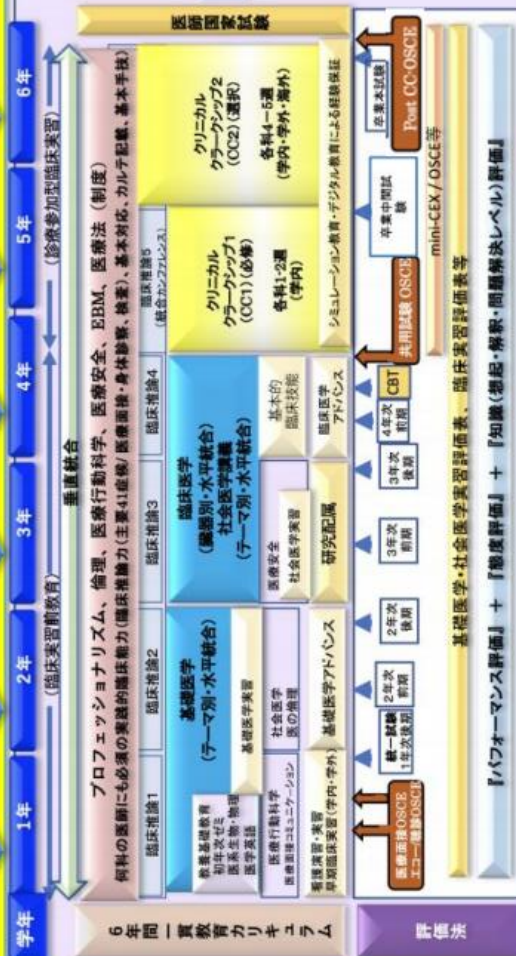 学年
1年
2年
3年
4年
5年
6年
(臨床実習前教育)
(診療参加型臨床実習)
垂直統合
6年間一貫教育カリキュラム
プロフェッショナリズム、倫理、医療行動科学、医療安全、EBM、医療法(制度)
何科の医師にも必須の実践的臨床能力(臨床推論力(主要41症候/医療面接・身体診察、検査)、基本対応、カルテ記載、基本手技)
臨床推論1
臨床推論2
臨床推論3
臨床推論4
臨床推論5
(統合カンファレンス)
教養基礎教育
初年次ゼミ
医系生物・物理
医学英語
基礎医学
(テーマ別・水平統合)
基礎医学実習
臨床医学
(臓器別・水平統合)
社会医学講義
(テーマ別・水平統合)
クリニカル
クラークシップ1
(CC1)(必修)
各科1-2週
(学内)
クリニカル
クラークシップ2
(CC2)(選択)
各科4-5週
(学内・学外・海外)
医師国家試験
医療行動科学
医療面接コミュニケーション
社会医学
医の倫理
医療安全
社会医学実習
基本的
臨床技能
看護演習・実習
早期臨床実習(学内・学外)
基礎医学アドバンス
研究配属
臨床医学
アドバンス
シミュレーション教育・デジタル教育による経験保証
評価法
医療面接OSCE
エコー/聴診OSCE
統一試験
1年次後期
2年次
前期
2年次
後期
3年次
前期
3年次
後期
4年次
前期
CBT
共用試験OSCE
卒業中間試験
卒業本試験
Post CC-OSCE
mini-CEX / OSCE等
基礎医学・社会医学実習評価表、臨床実習評価表等
『パフォーマンス評価』 + 『態度評価』 + 『知識(想起・解釈・問題解決レベル)評価』